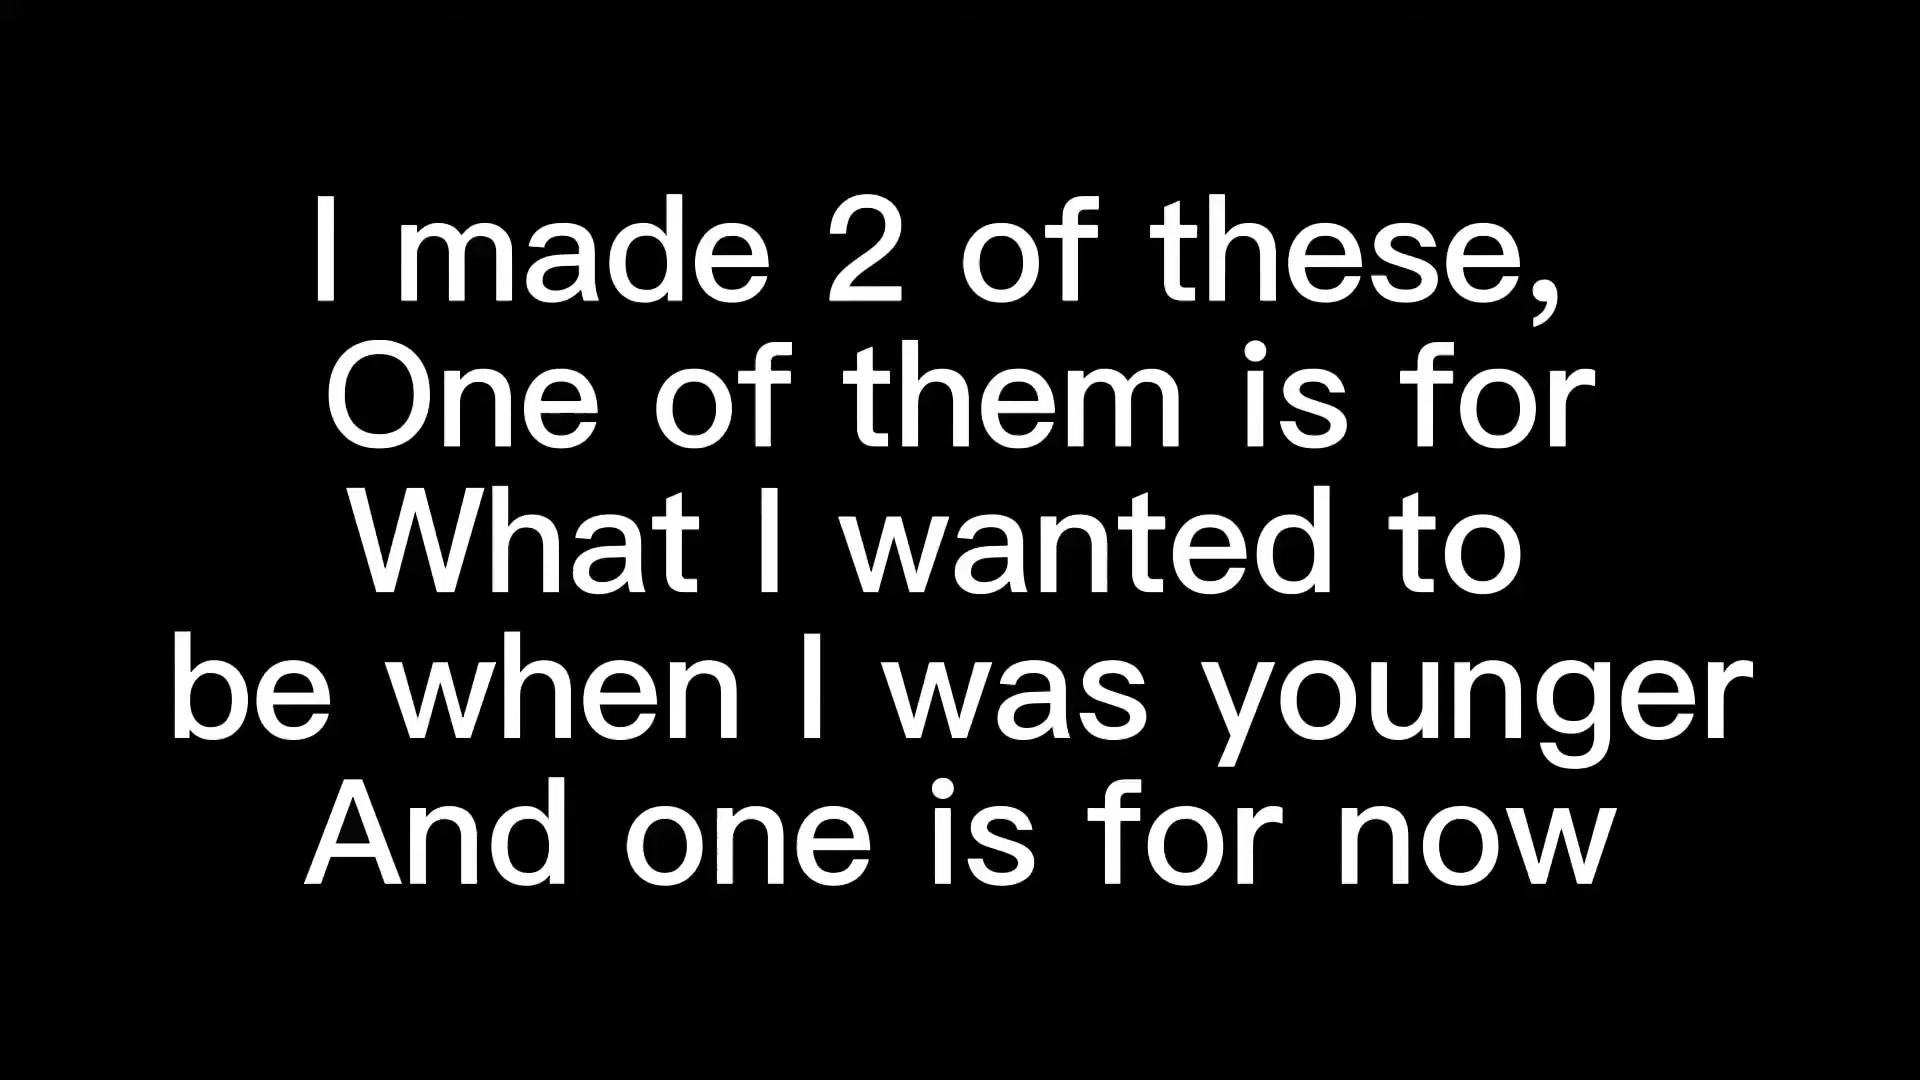 I made 2 of these,
One of them is for
What I wanted to
be when I was younger
And one is for now